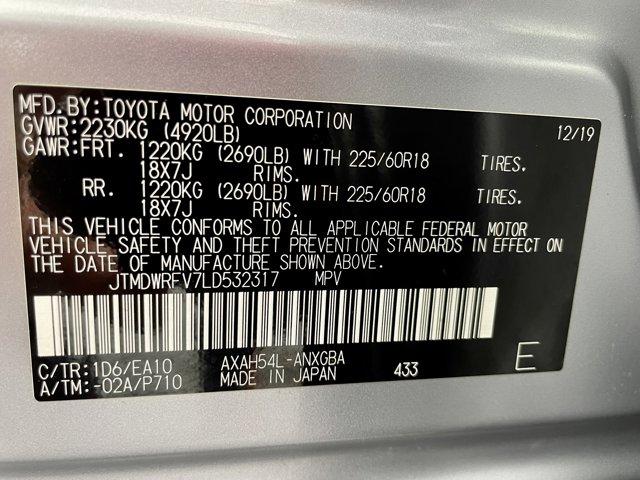 MFD.BY:TOYOTA MOTOR CORPORATION 12/19
GVWR:2230KG (4920LB)
GAWR:FRT. 1220KG (2690LB) WITH 225/60R18 TIRES.
18X7J RIMS.
RR. 1220KG (2690LB) WITH 225/60R18 TIRES.
18X7J RIMS.
THIS VEHICLE CONFORMS TO ALL APPLICABLE FEDERAL MOTOR
VEHICLE SAFETY AND THEFT PREVENTION STANDARDS IN EFFECT ON
THE DATE OF MANUFACTURE SHOWN ABOVE.
JTMDWRFV7LD532317 MPV
C/TR:1D6/EA10 AXAH54L-ANXGBA
A/TM:-02A/P710 MADE IN JAPAN 433 E